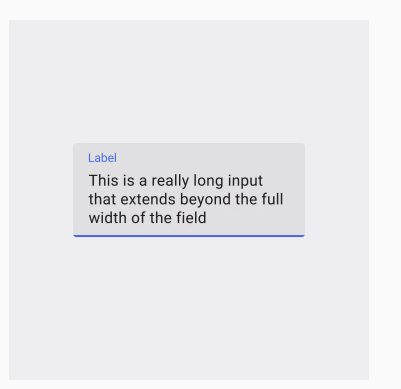 Label
This is a really long input
that extends beyond the full
width of the field